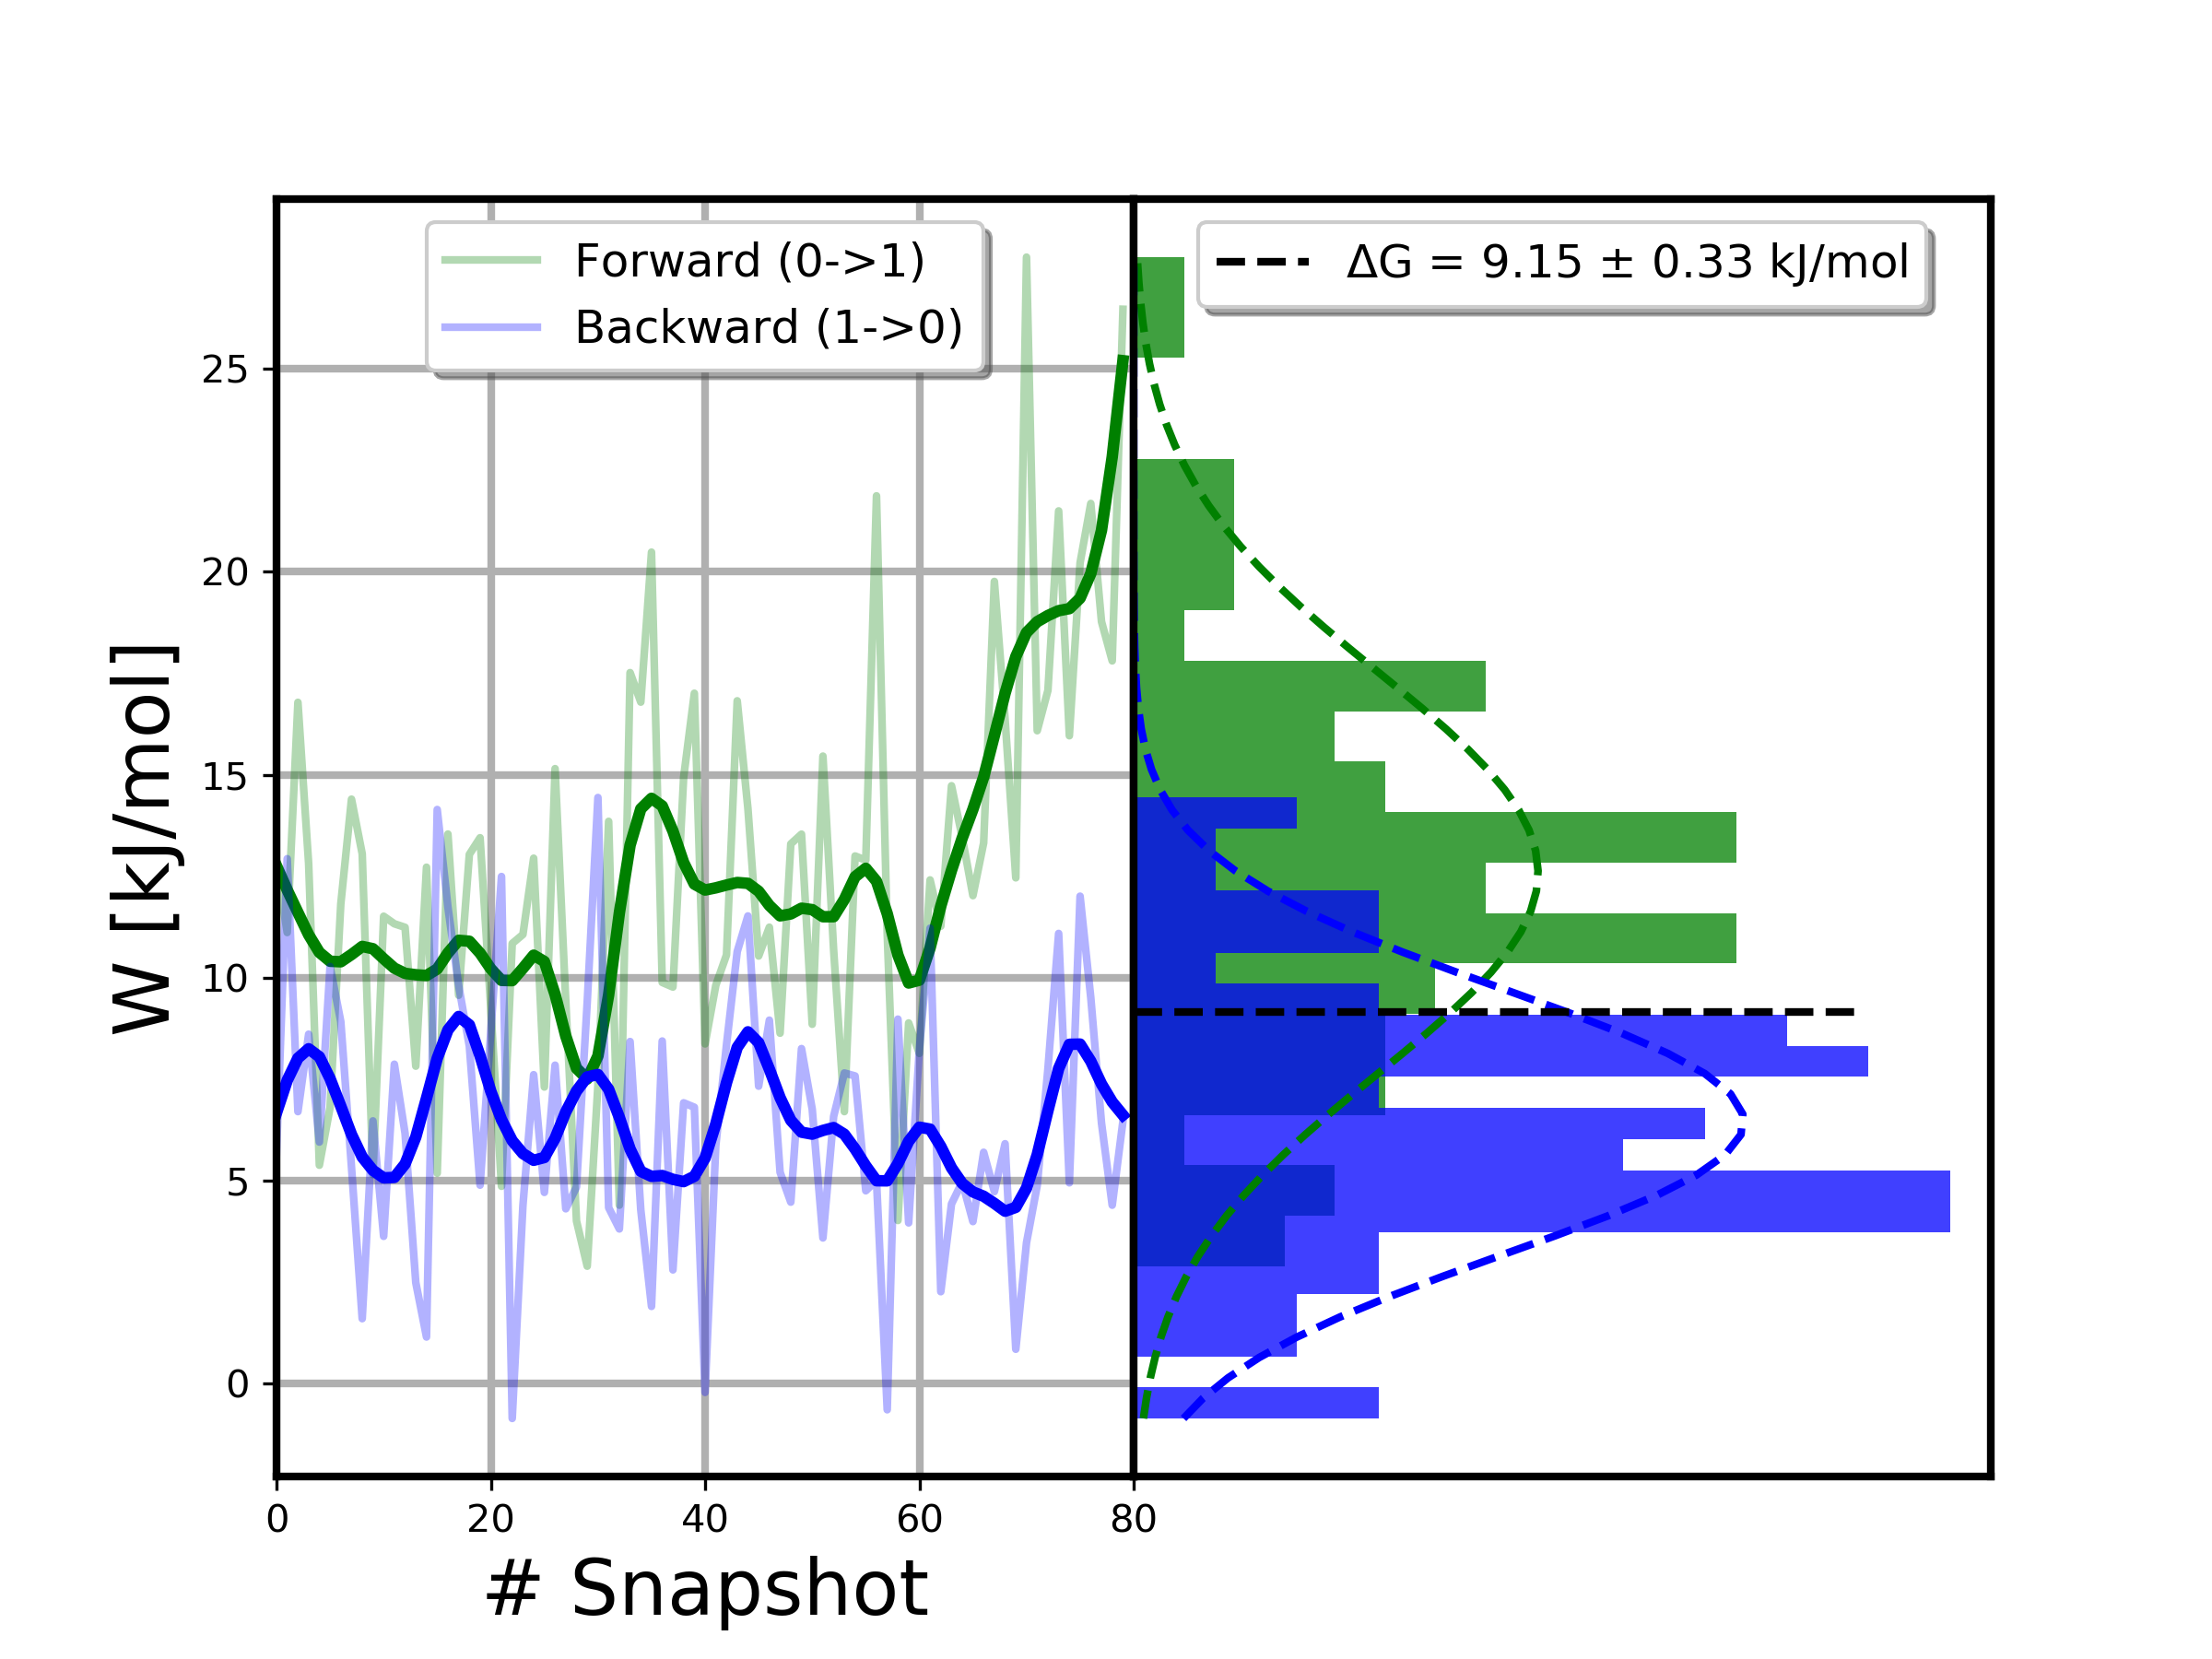 Forward (0->1)
Backward (1->0)
ΔG = 9.15 ± 0.33 kJ/mol
W [kJ/mol]
25
20
15
10
5
0
0 20 40 60 80
# Snapshot